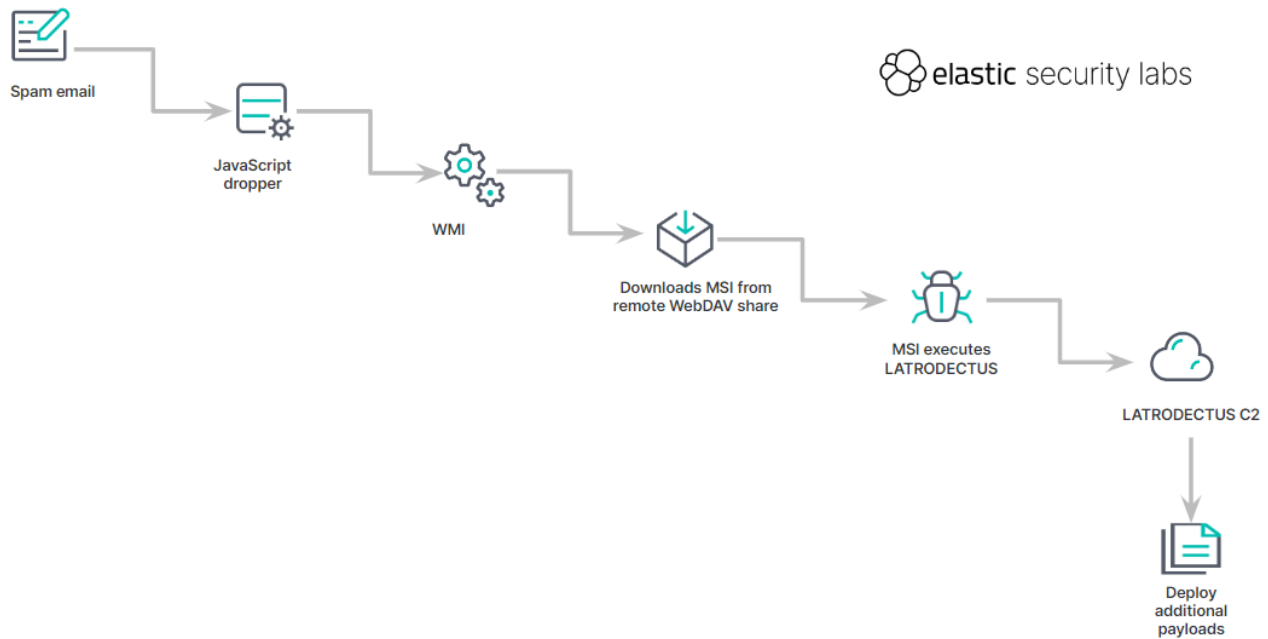 Spam email
elastic security labs
JavaScript
dropper
WMI
Downloads MSI from
remote WebDAV share
MSI executes
LATRODECTUS
LATRODECTUS C2
Deploy
additional
payloads